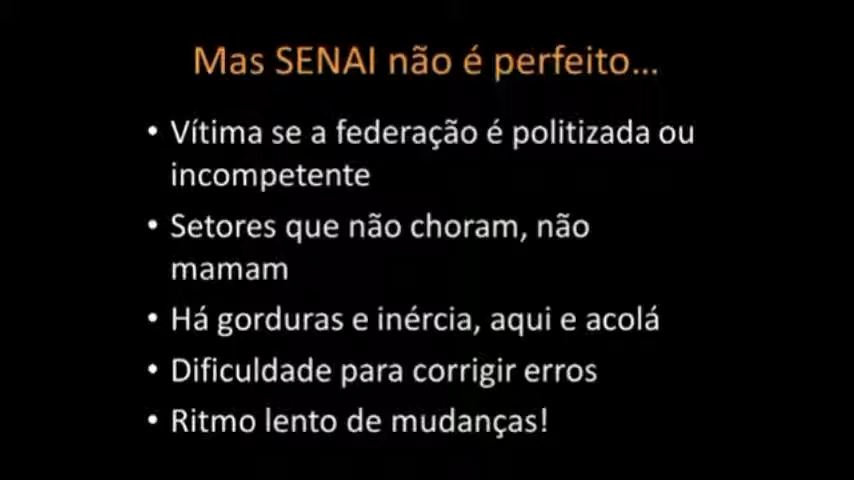 Mas SENAI não é perfeito...
• Vítima se a federação é politizada ou
incompetente
• Setores que não choram, não
mamam
• Há gorduras e inércia, aqui e acolá
• Dificuldade para corrigir erros
• Ritmo lento de mudanças!